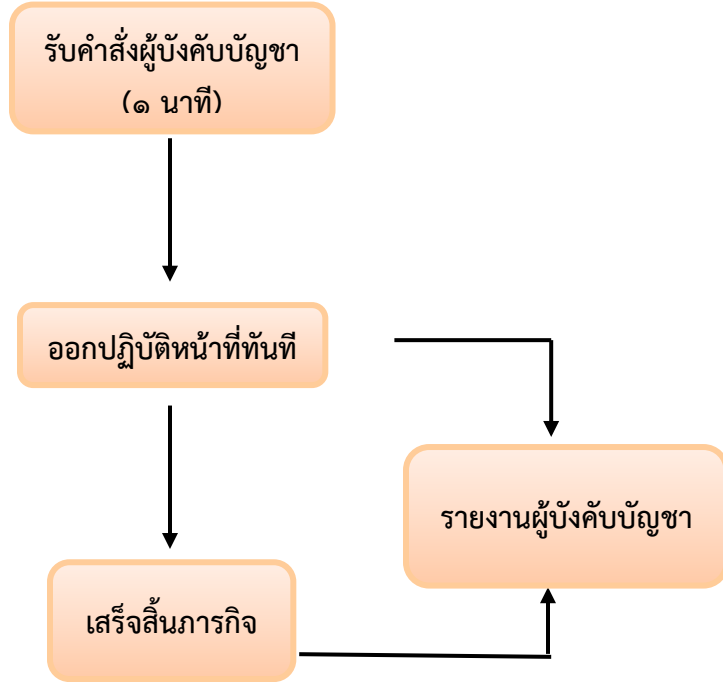 รับคำสั่งผู้บังคับบัญชา
(๑ นาที)
ออกปฏิบัติหน้าที่ทันที
รายงานผู้บังคับบัญชา
เสร็จสิ้นภารกิจ